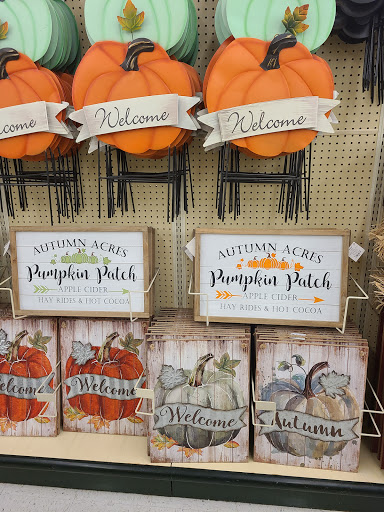 Welcome
Welcome
Welcome
AUTUMN ACRES
Pumpkin Patch
APPLE CIDER
HAY RIDES & HOT COCOA
AUTUMN ACRES
Pumpkin Patch
APPLE CIDER
HAY RIDES & HOT COCOA
Welcome
Welcome
Welcome
Autumn